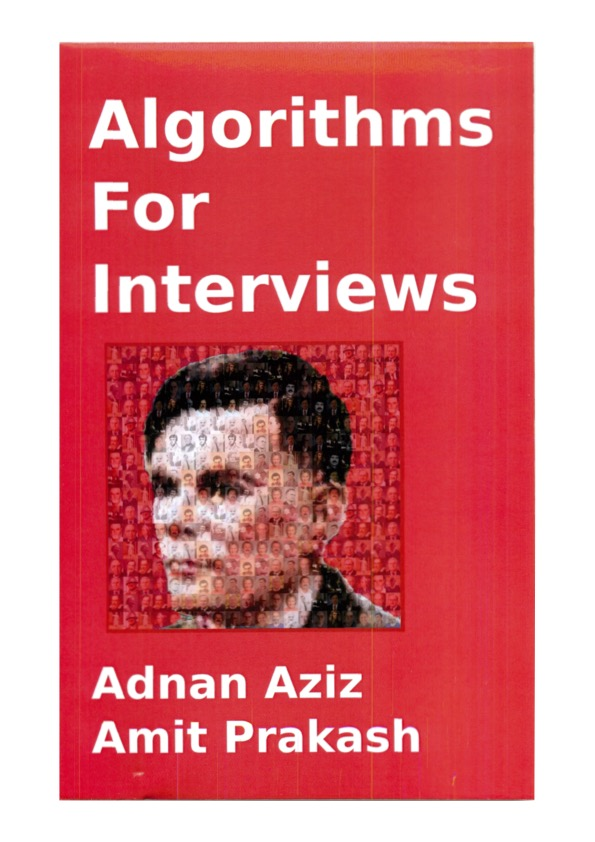 Algorithms
For
Interviews
Adnan Aziz
Amit Prakash